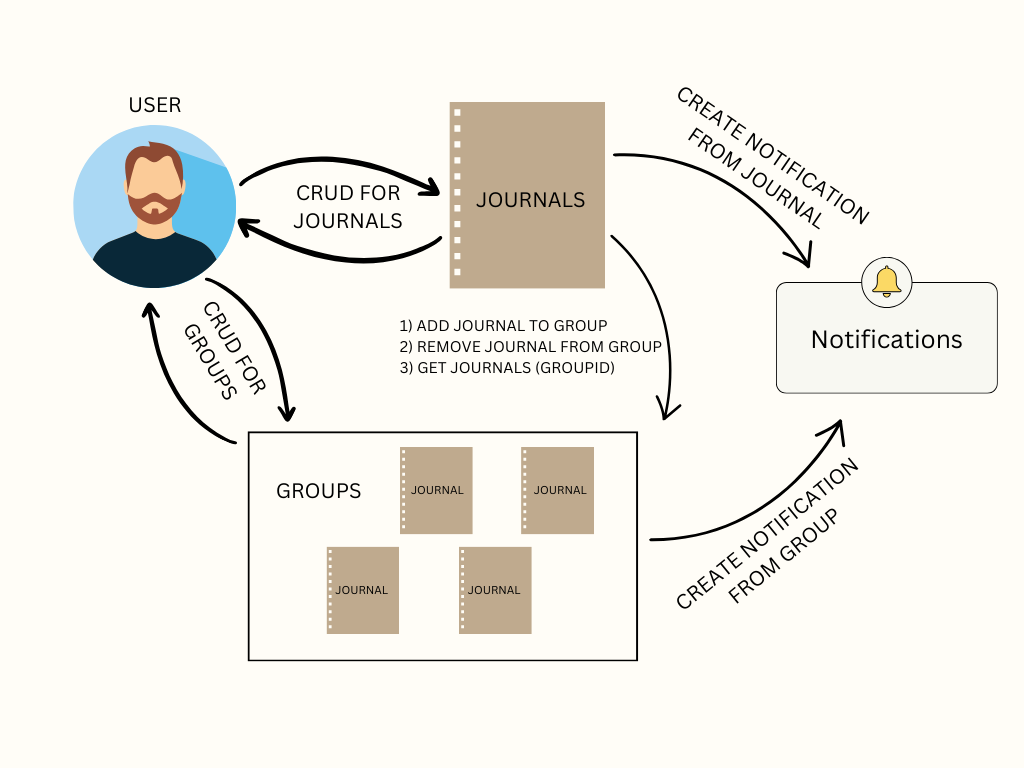 USER
CRUD FOR
JOURNALS
JOURNALS
CREATE NOTIFICATION
FROM JOURNAL
CRUD FOR
GROUPS
1) ADD JOURNAL TO GROUP
2) REMOVE JOURNAL FROM GROUP
3) GET JOURNALS (GROUPID)
Notifications
GROUPS
JOURNAL
JOURNAL
JOURNAL
JOURNAL
CREATE NOTIFICATION
FROM GROUP